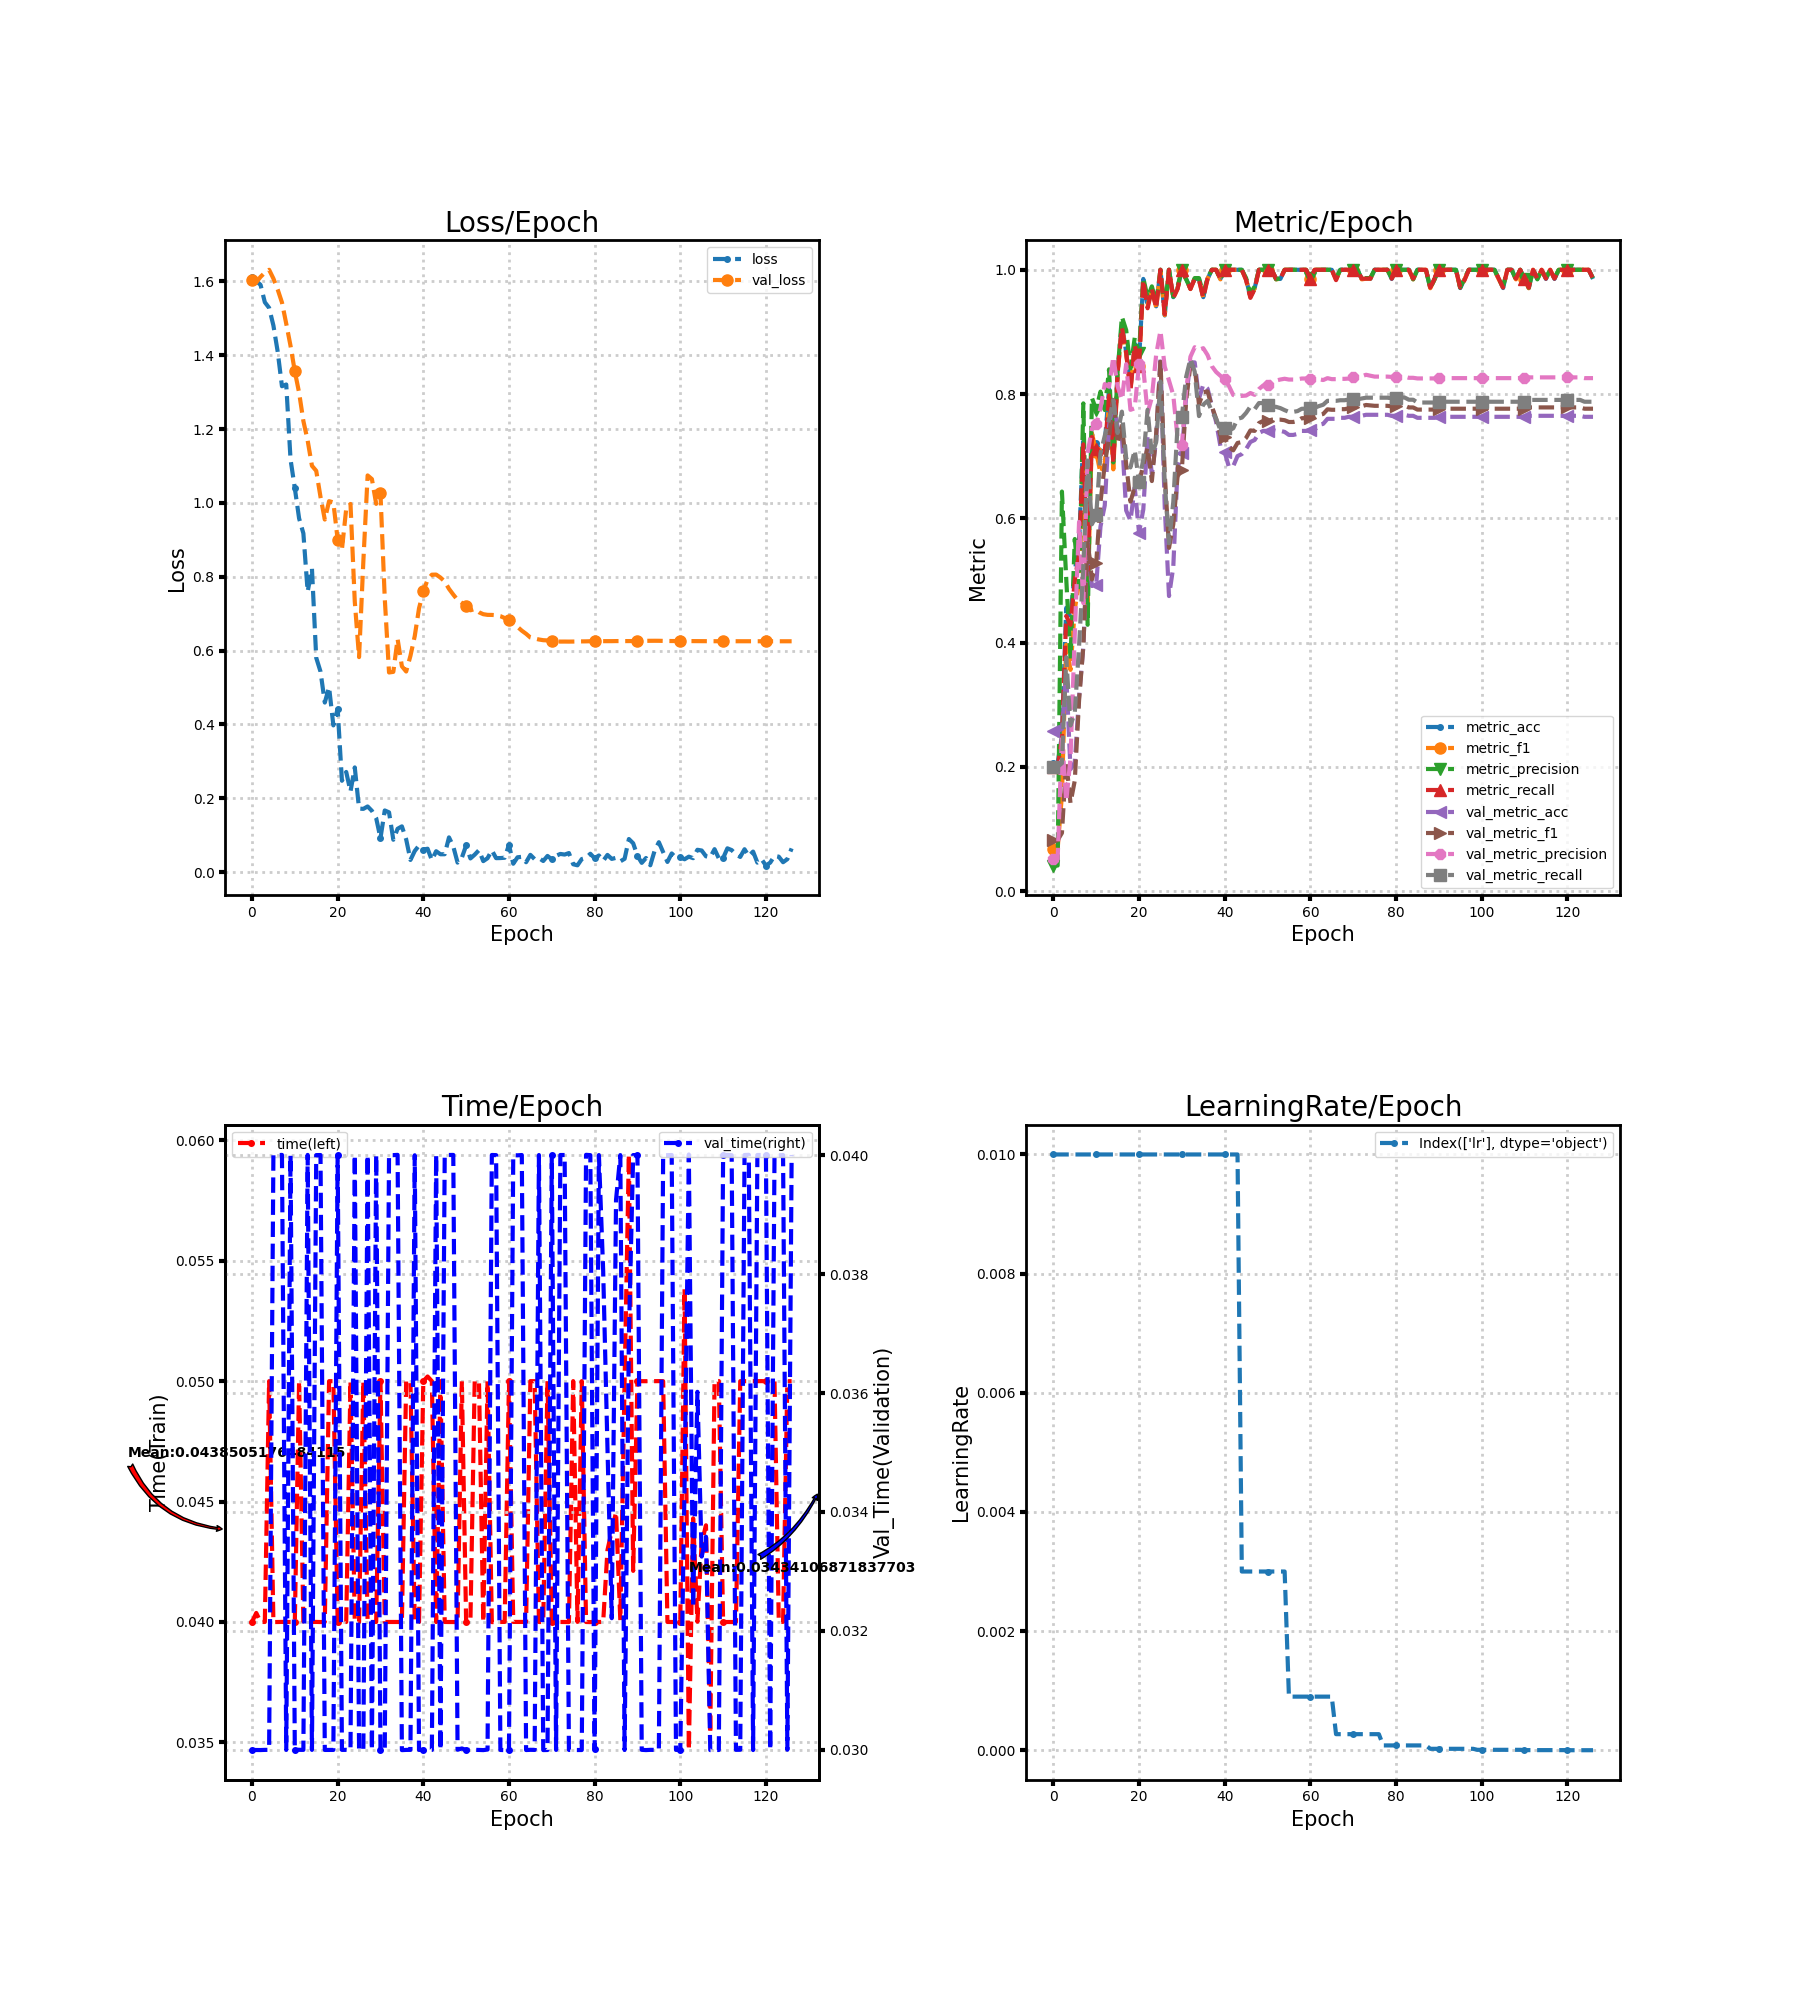 Loss/Epoch
loss
val_loss
1.6
1.4
1.2
1.0
0.8
0.6
0.4
0.2
0.0
Loss
0 20 40 60 80 100 120
Epoch
Metric/Epoch
1.0
0.8
0.6
0.4
0.2
0.0
Metric
metric_acc
metric_f1
metric_precision
metric_recall
val_metric_acc
val_metric_f1
val_metric_precision
val_metric_recall
0 20 40 60 80 100 120
Epoch
Time/Epoch
time(left)
val_time(right)
0.060
0.055
0.050
0.045
0.040
0.035
Time(Train)
0.040
0.038
0.036
0.034
0.032
0.030
Val_Time(Validation)
Mean:0.03434106871837703
0 20 40 60 80 100 120
Epoch
LearningRate/Epoch
Index(['lr'], dtype='object')
0.010
0.008
0.006
0.004
0.002
0.000
LearningRate
0 20 40 60 80 100 120
Epoch